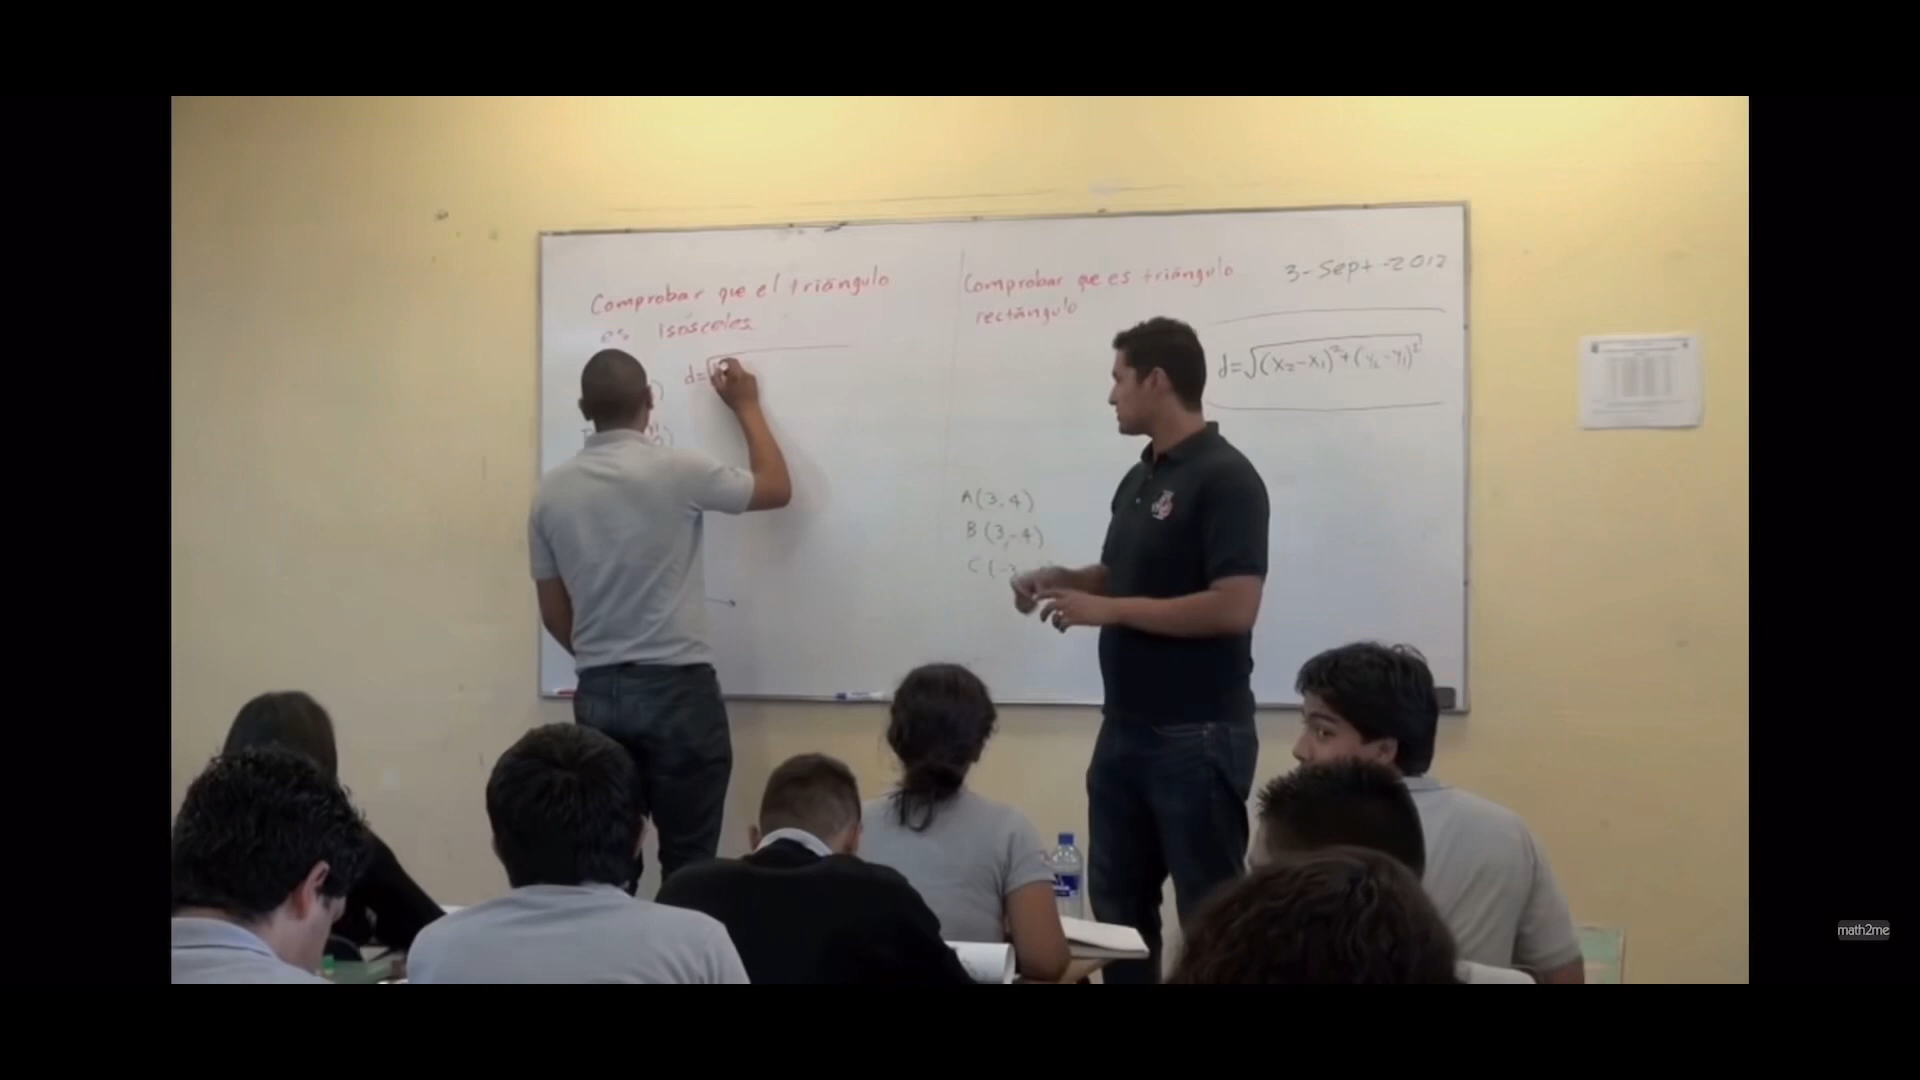 Comprobar que el triángulo
es Isósceles
d=√
Comprobar que es triángulo
rectángulo
A(3,4)
B(3,-4)
C(-3
3-Sept-2012
d=√(x₂-x₁)²+(y₂-y₁)²
math2me